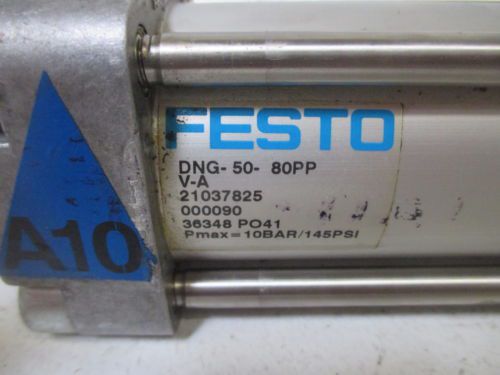 FESTO
DNG- 50- 80PP
V-A
21037825
000090
36348 PO41
Pmax=10BAR/145PSI
A10